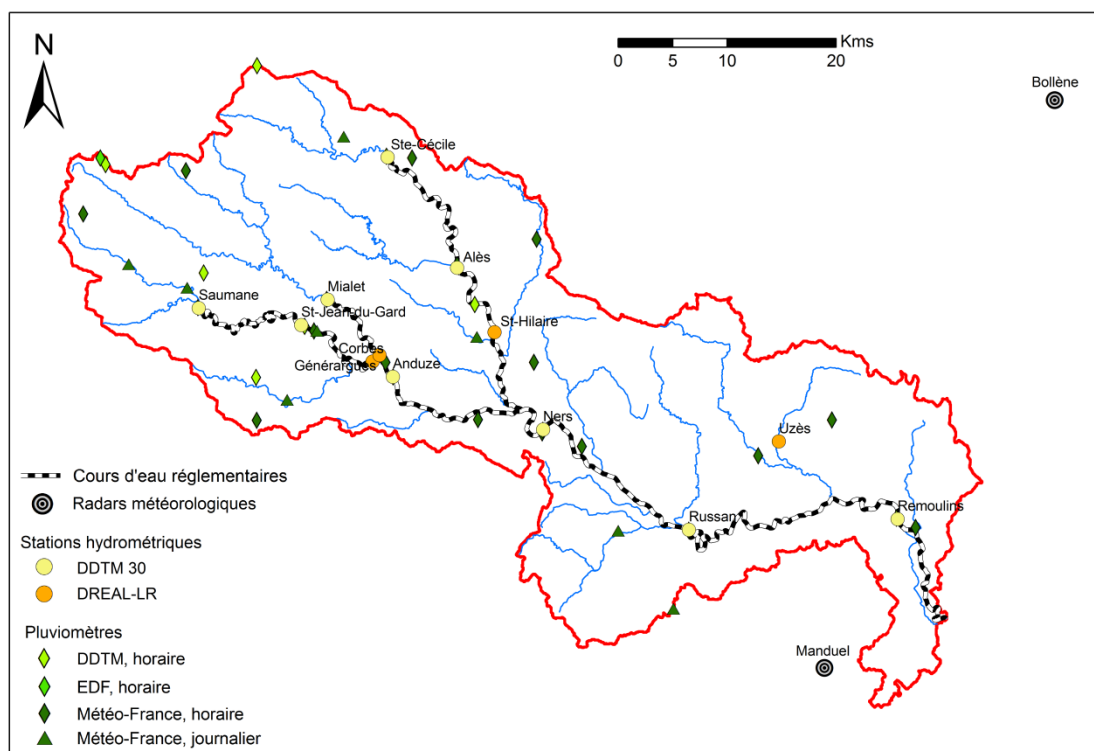 N
Kms
0 5 10 20
Bollène
Ste-Cécile
Alès
Mialet
Saumane
St-Jean-du-Gard
St-Hilaire
Corbès
Générargues
Anduze
Ners
Uzès
Russan
Remoulins
Manduel
Cours d'eau réglementaires
Radars météorologiques
Stations hydrométriques
DDTM 30
DREAL-LR
Pluviomètres
DDTM, horaire
EDF, horaire
Météo-France, horaire
Météo-France, journalier